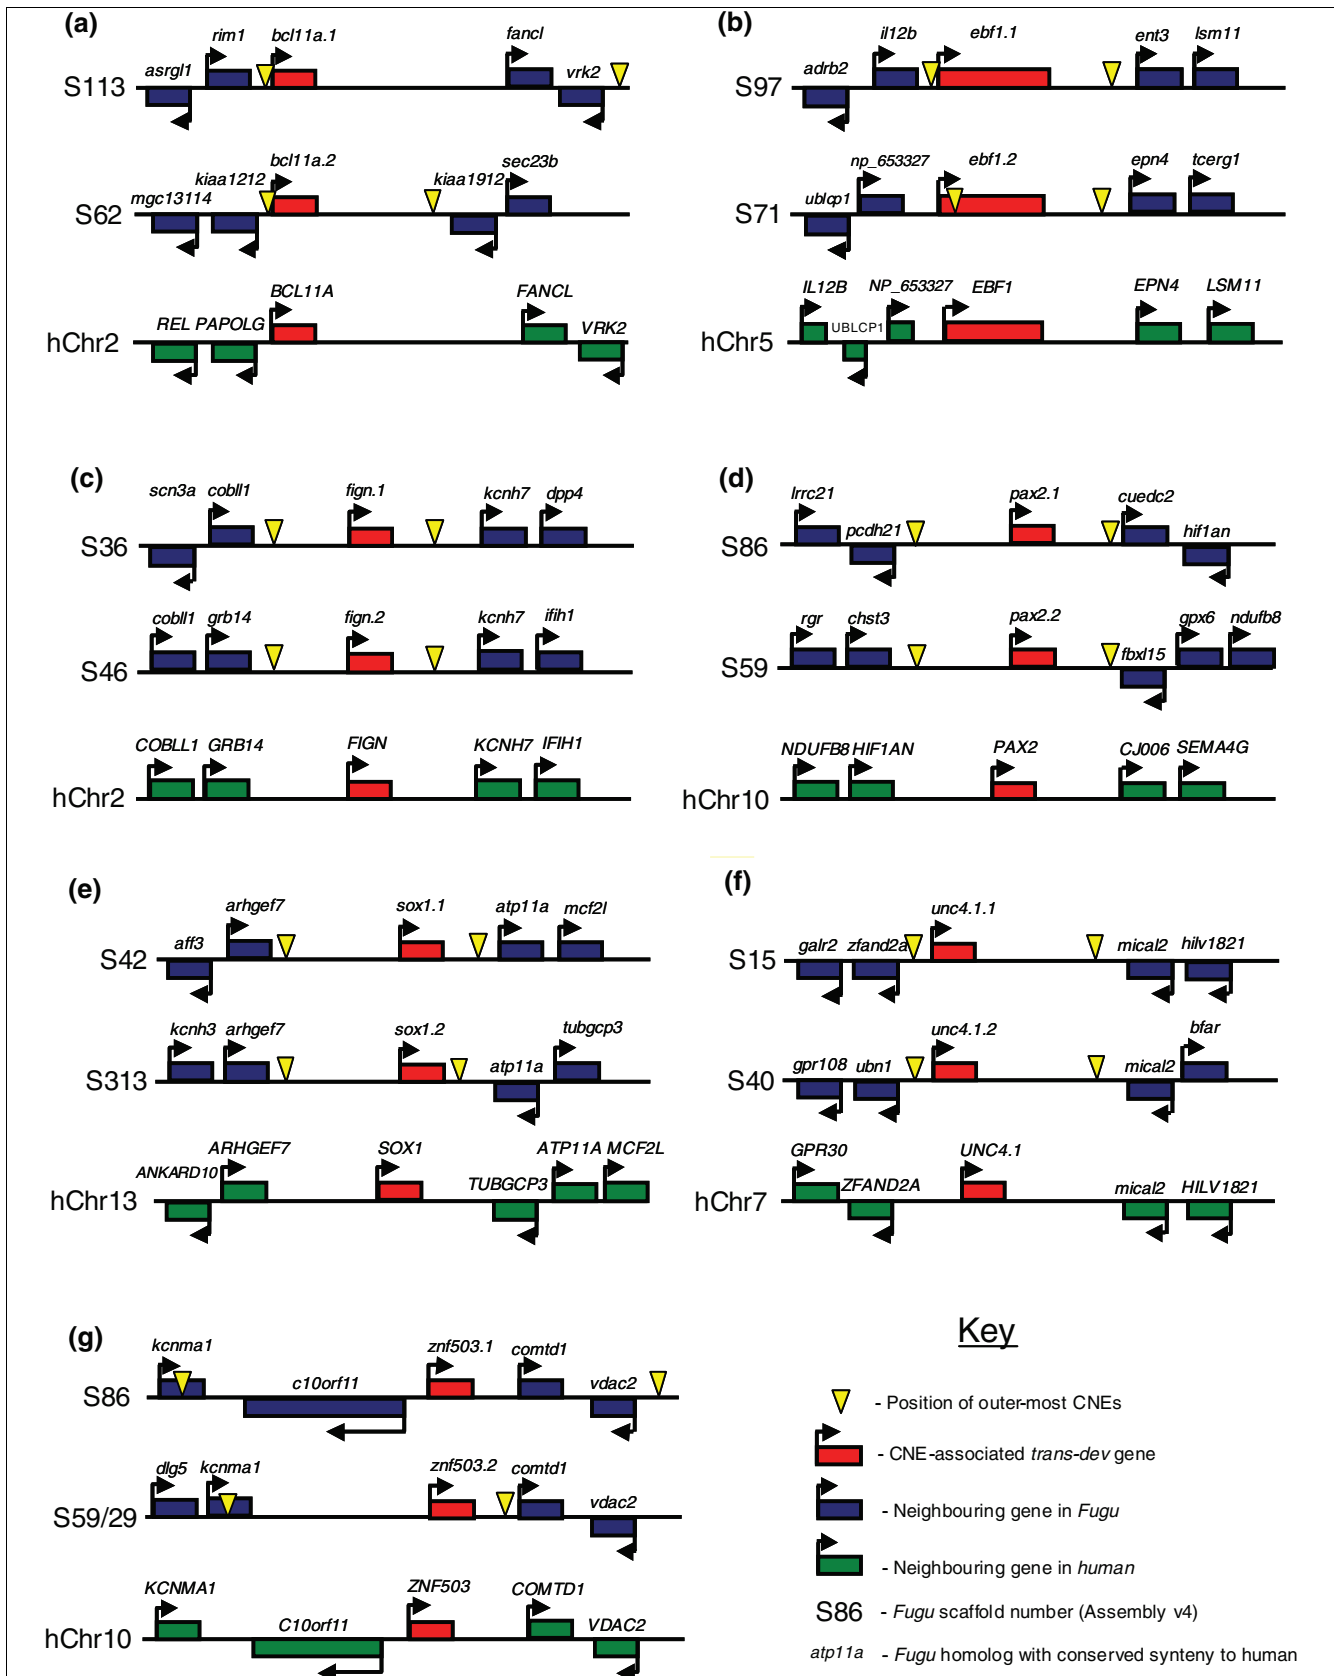 (a)
rim1 bcl11a.1 fancl
asrgl1 vrk2
S113
bcl11a.2
kiaa1212 kiaa1912 sec23b
mgc13114
S62
BCL11A FANCL
REL PAPOLG VRK2
hChr2
(b)
il12b ebf1.1 ent3 lsm11
adrb2
S97
np_653327 ebf1.2 epn4 tcerg1
ublcp1
S71
IL12B NP_653327 EBF1 EPN4 LSM11
UBLCP1
hChr5
(c)
scn3a cobll1 fign.1 kcnh7 dpp4
S36
cobll1 grb14 fign.2 kcnh7 ifih1
S46
COBLL1 GRB14 FIGN KCNH7 IFIH1
hChr2
(d)
lrrc21 pax2.1 cuedc2
pcdh21 hif1an
S86
rgr chst3 pax2.2 gpx6 ndufb8
fbxl15
S59
NDUFB8 HIF1AN PAX2 CJ006 SEMA4G
hChr10
(e)
arhgef7 sox1.1 atp11a mcf2l
aff3
S42
kcnh3 arhgef7 sox1.2 tubgcp3
atp11a
S313
ARHGEF7 SOX1 ATP11A MCF2L
ANKARD10 TUBGCP3
hChr13
(f)
unc4.1.1
galr2 zfand2a mical2 hilv1821
S15
unc4.1.2 bfar
gpr108 ubn1 mical2
S40
GPR30 UNC4.1
ZFAND2A mical2 HILV1821
hChr7
(g)
kcnma1 znf503.1 comtd1
c10orf11 vdac2
S86
dlg5 kcnma1 znf503.2 comtd1
vdac2
S59/29
KCNMA1 ZNF503 COMTD1
C10orf11 VDAC2
hChr10
Key
- Position of outer-most CNEs
- CNE-associated trans-dev gene
- Neighbouring gene in Fugu
- Neighbouring gene in human
S86 - Fugu scaffold number (Assembly v4)
atp11a - Fugu homolog with conserved synteny to human